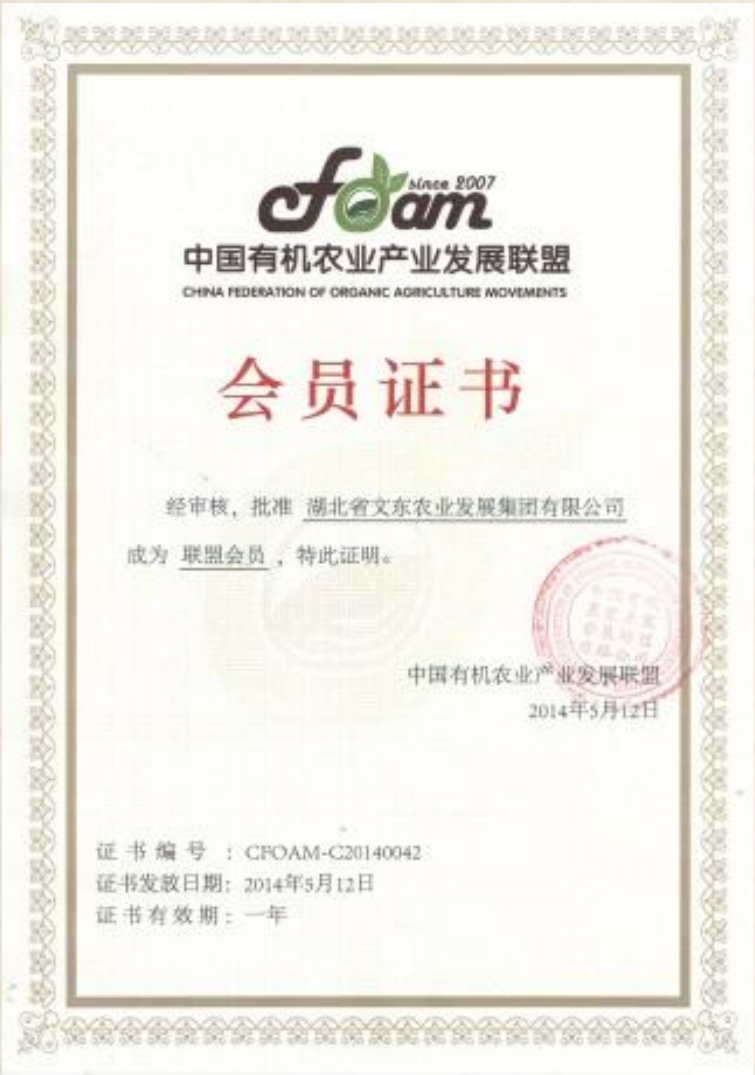 cfoam since 2007
中国有机农业产业发展联盟
CHINA FEDERATION OF ORGANIC AGRICULTURE MOVEMENTS
会员证书
经审核，批准 湖北省文东农业发展集团有限公司
成为 联盟会员 ，特此证明。
中国有机农业产业发展联盟
2014年5月12日
证书编号：CFOAM-C20140042
证书发放日期：2014年5月12日
证书有效期：一年